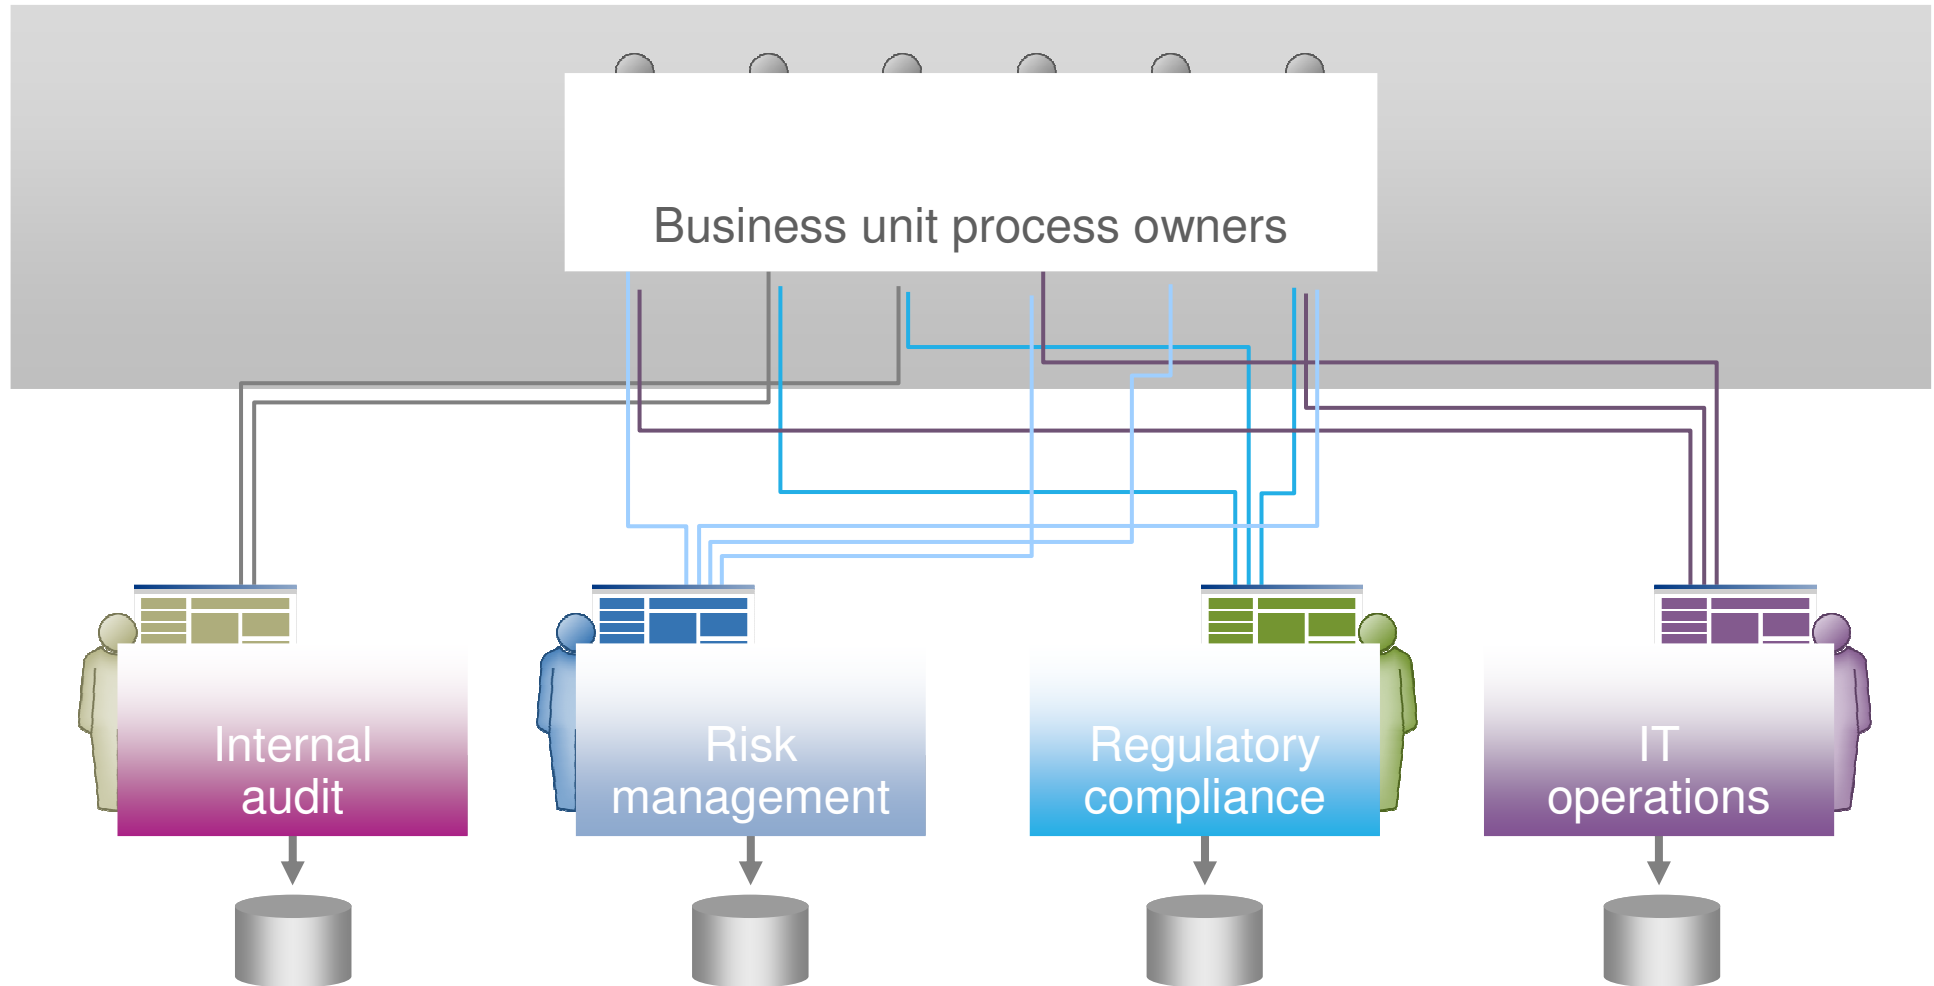 Business unit process owners
Internal
audit
Risk
management
Regulatory
compliance
IT
operations